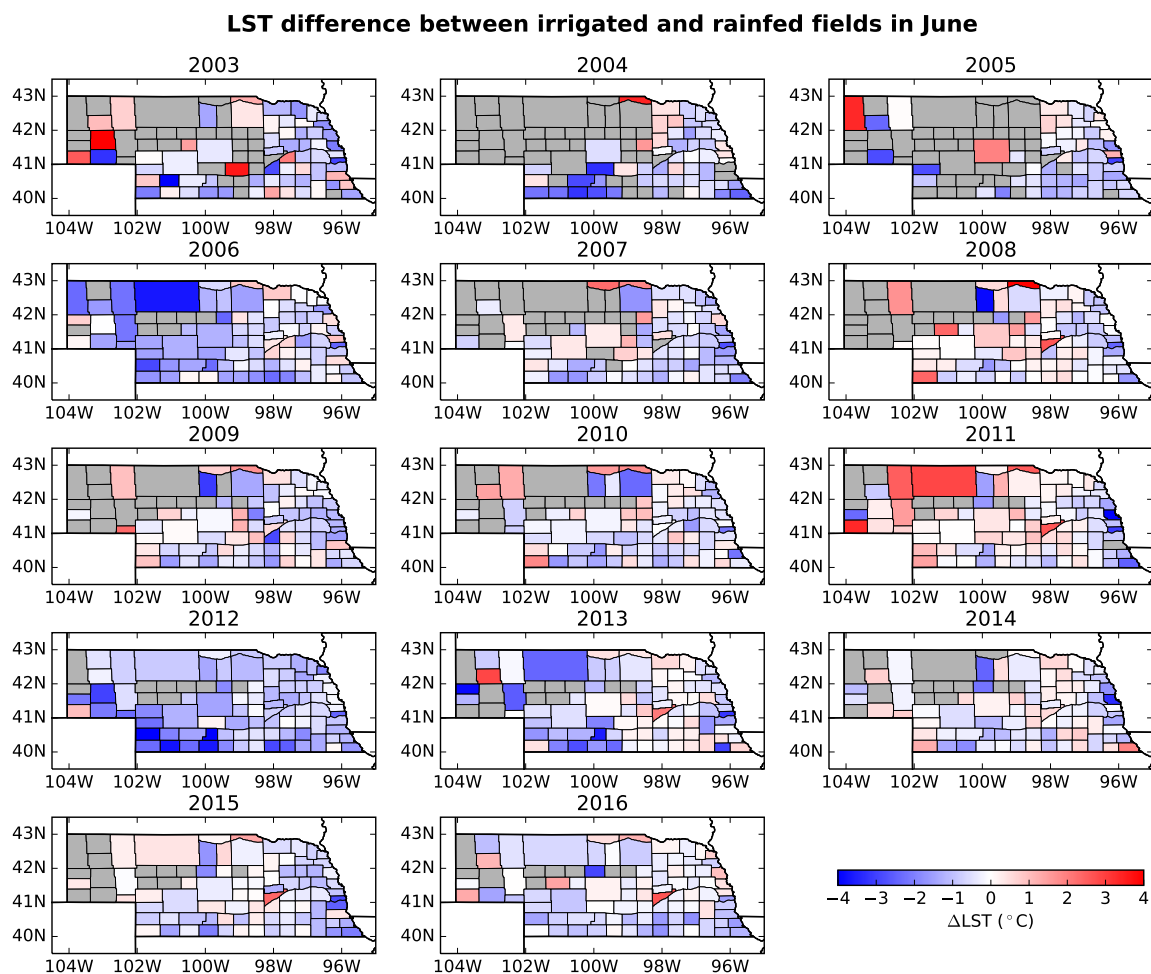 LST difference between irrigated and rainfed fields in June
2003 2004 2005
43N 43N 43N
42N 42N 42N
41N 41N 41N
40N 40N 40N
104W 102W 100W 98W 96W 104W 102W 100W 98W 96W 104W 102W 100W 98W 96W
2006 2007 2008
43N 43N 43N
42N 42N 42N
41N 41N 41N
40N 40N 40N
104W 102W 100W 98W 96W 104W 102W 100W 98W 96W 104W 102W 100W 98W 96W
2009 2010 2011
43N 43N 43N
42N 42N 42N
41N 41N 41N
40N 40N 40N
104W 102W 100W 98W 96W 104W 102W 100W 98W 96W 104W 102W 100W 98W 96W
2012 2013 2014
43N 43N 43N
42N 42N 42N
41N 41N 41N
40N 40N 40N
104W 102W 100W 98W 96W 104W 102W 100W 98W 96W 104W 102W 100W 98W 96W
2015 2016
43N 43N
42N 42N
41N 41N
40N 40N
104W 102W 100W 98W 96W 104W 102W 100W 98W 96W
−4 −3 −2 −1 0 1 2 3 4
ΔLST (°C)